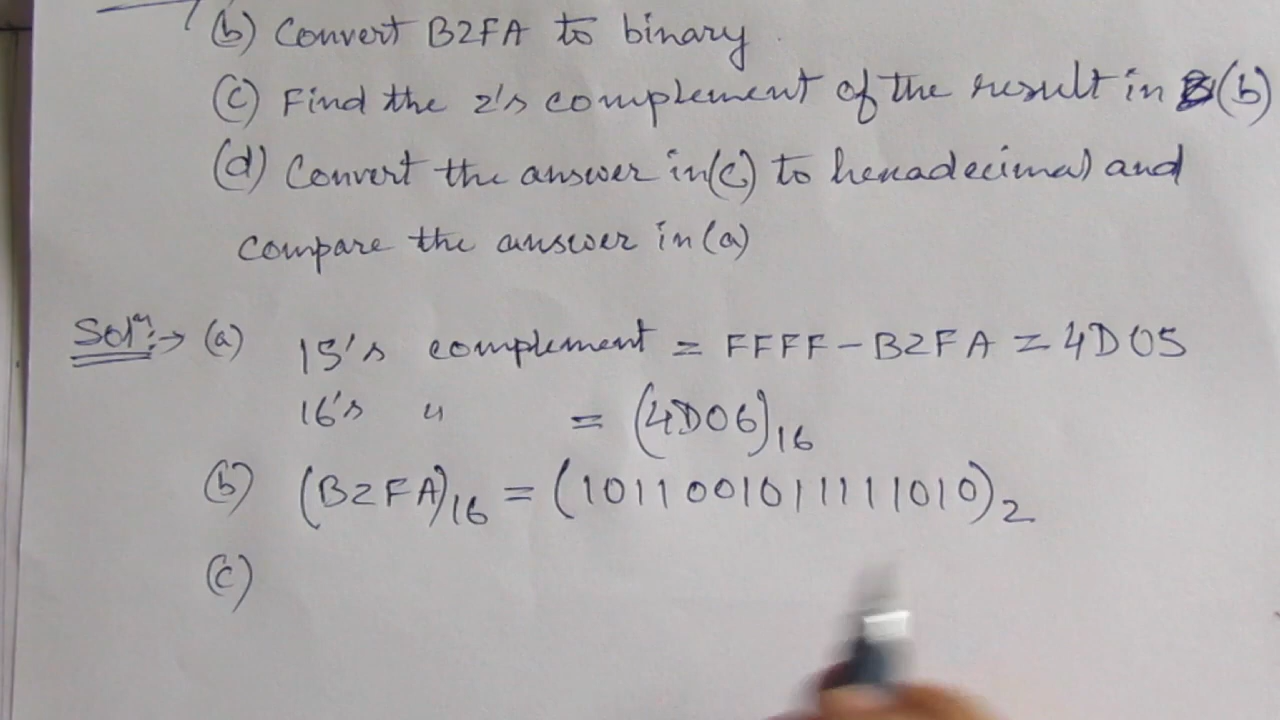 (b) Convert B2FA to binary.
(c) Find the 2's complement of the result in (b)
(d) Convert the answer in(c) to hexadecimal and
compare the answer in (a)
Solⁿ:→ (a) 15's complement = FFFF - B2FA = 4D05
16's " = (4D06)₁₆
(b) (B2FA)₁₆ = (1011001011111010)₂
(c)